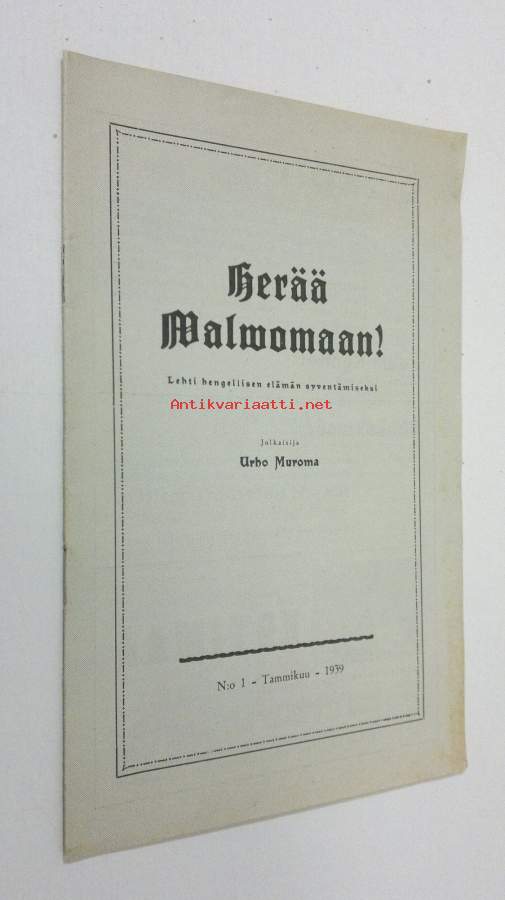 Herää
Walwomaan!
Lehti hengellisen elämän syventämiseksi
Antikvariaatti.net
Julkaisija
Urho Muroma
N:o 1 - Tammikuu - 1939